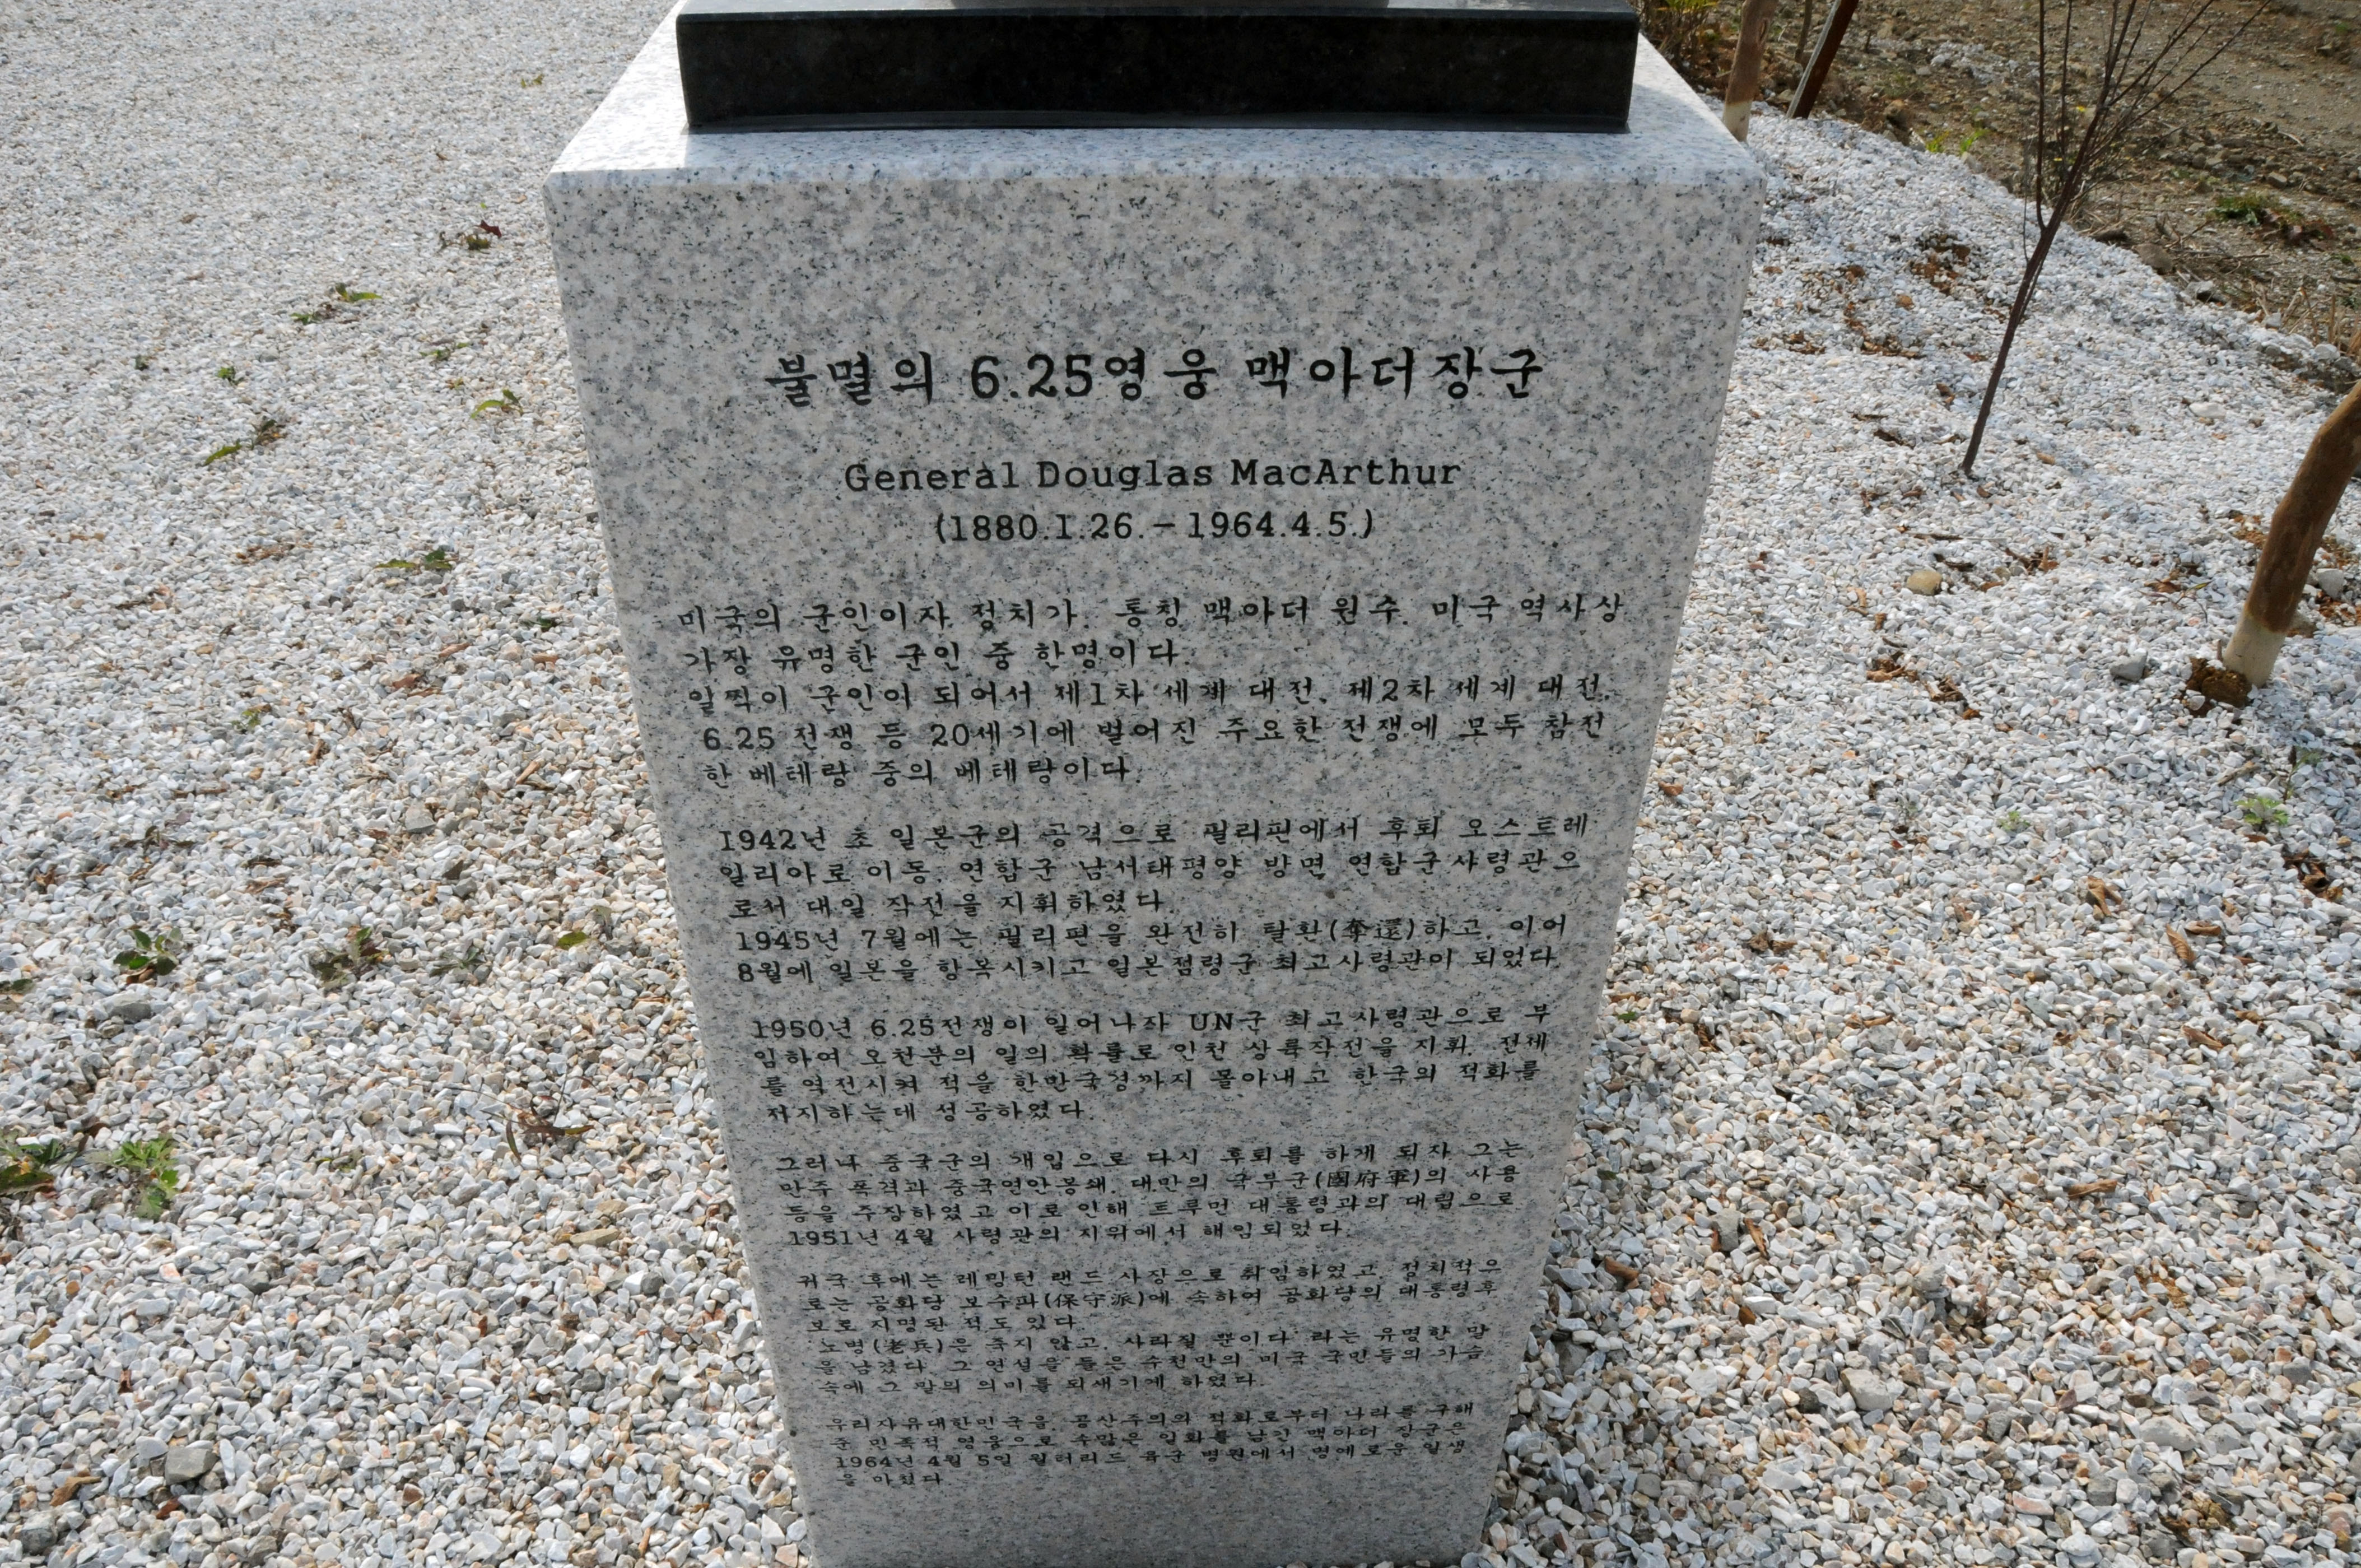 불멸의 6.25영웅 맥아더장군
General Douglas MacArthur
(1880.1.26.-1964.4.5.)
미국의 군인이자 정치가. 통칭 맥아더 원수. 미국 역사상
가장 유명한 군인 중 한명이다.
일찍이 군인이 되어서 제1차 세계 대전, 제2차 세계 대전,
6.25 전쟁 등 20세기에 벌어진 주요한 전쟁에 모두 참전
한 베테랑 중의 베테랑이다.
1942년 초 일본군의 공격으로 필리핀에서 후퇴 오스트레
일리아로 이동, 연합군 남서태평양 방면 연합군사령관으
로서 대일 작전을 지휘하였다.
1945년 7월에는 필리핀을 완전히 탈환(奪還)하고, 이어
8월에 일본을 항복시키고 일본점령군 최고사령관이 되었다.
1950년 6.25전쟁이 일어나자 UN군 최고사령관으로 부
임하여 오천분의 일의 확률로 인천 상륙작전을 지휘, 전세
를 역전시켜 적을 한만국경까지 몰아내고 한국의 적화를
저지하는데 성공하였다.
그러나 중국군의 개입으로 다시 후퇴를 하게 되자 그는
만주 폭격과 중국연안봉쇄, 대만의 국부군(國府軍)의 사용
등을 주장하였고 이로 인해 트루먼 대통령과의 대립으로
1951년 4월 사령관의 지위에서 해임되었다.
귀국 후에는 레밍턴 랜드 사장으로 취임하였고, 정치적으
로는 공화당 보수파(保守派)에 속하여 공화당의 대통령후
보로 지명된 적도 있다.
노병(老兵)은 죽지 않고, 사라질 뿐이다 라는 유명한 말
을 남겼다. 그 연설을 들은 수천만의 미국 국민들의 가슴
속에 그 말의 의미를 되새기게 하였다.
우리자유대한민국을, 공산주의의 적화로부터 나라를 구해
준 민족적 영웅으로 수많은 일화를 남긴 맥아더 장군은
1964년 4월 5일 월터리드 육군 병원에서 명예로운 일생
을 마쳤다.